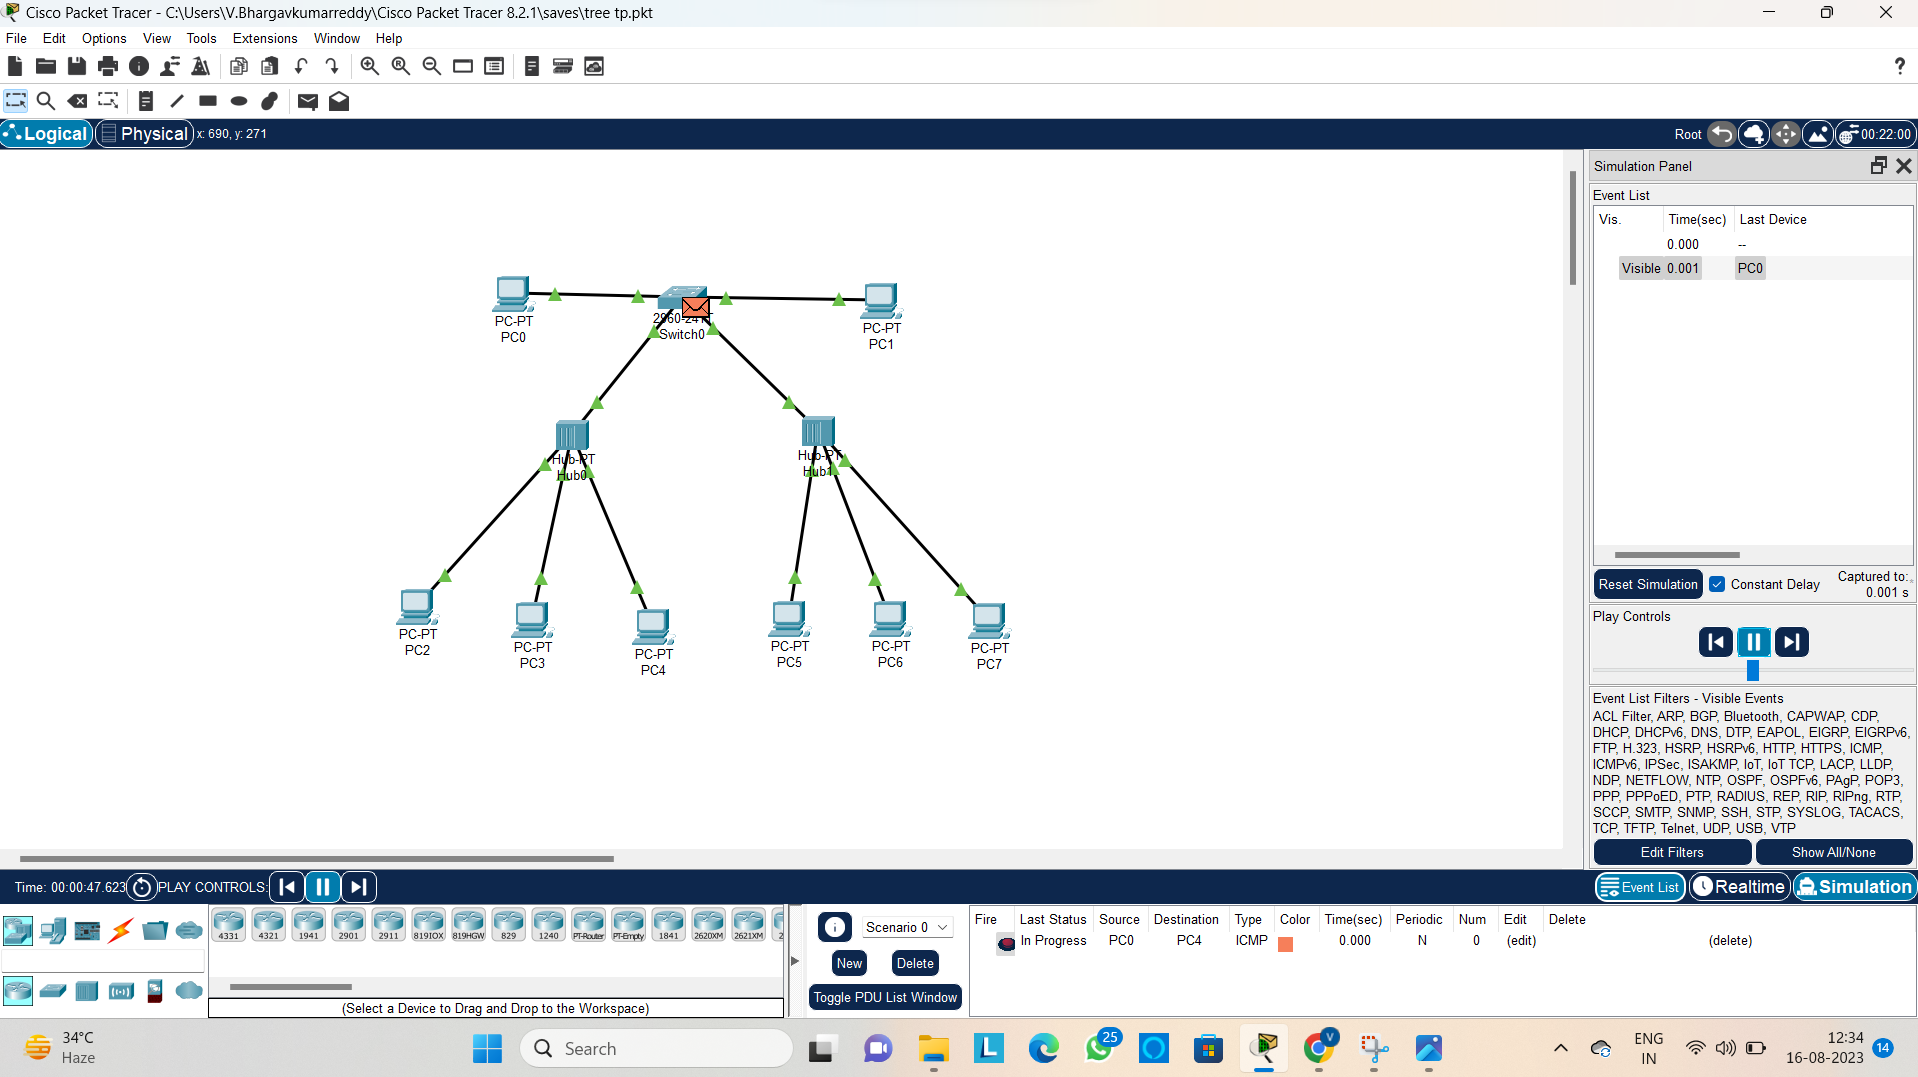 Cisco Packet Tracer - C:\Users\V.Bhargavkumarreddy\Cisco Packet Tracer 8.2.1\saves\tree tp.pkt
File Edit Options View Tools Extensions Window Help
Logical Physical x: 690, y: 271 Root 00:22:00
Simulation Panel
Event List
Vis. Time(sec) Last Device
0.000 --
Visible 0.001 PC0
PC-PT
PC0
Switch0
PC-PT
PC1
Hub-PT
Hub0
Hub-PT
Hub1
PC-PT
PC2
PC-PT
PC3
PC-PT
PC4
PC-PT
PC5
PC-PT
PC6
PC-PT
PC7
Reset Simulation Constant Delay Captured to:
0.001 s
Play Controls
Event List Filters - Visible Events
ACL Filter, ARP, BGP, Bluetooth, CAPWAP, CDP,
DHCP, DHCPv6, DNS, DTP, EAPOL, EIGRP, EIGRPv6,
FTP, H.323, HSRP, HSRPv6, HTTP, HTTPS, ICMP,
ICMPv6, IPSec, ISAKMP, IoT, IoT TCP, LACP, LLDP,
NDP, NETFLOW, NTP, OSPF, OSPFv6, PAgP, POP3,
PPP, PPPoED, PTP, RADIUS, REP, RIP, RIPng, RTP,
SCCP, SMTP, SNMP, SSH, STP, SYSLOG, TACACS,
TCP, TFTP, Telnet, UDP, USB, VTP
Edit Filters Show All/None
Time: 00:00:47.623 PLAY CONTROLS: Event List Realtime Simulation
4331 4321 1941 2901 2911 819IOX 819HGW 829 1240 PT-Router PT-Empty 1841 2620XM 2621XM
(Select a Device to Drag and Drop to the Workspace)
Scenario 0
New Delete
Toggle PDU List Window
Fire Last Status Source Destination Type Color Time(sec) Periodic Num Edit Delete
In Progress PC0 PC4 ICMP 0.000 N 0 (edit) (delete)
34°C
Haze
Search
25
V
ENG
IN
12:34
16-08-2023
14